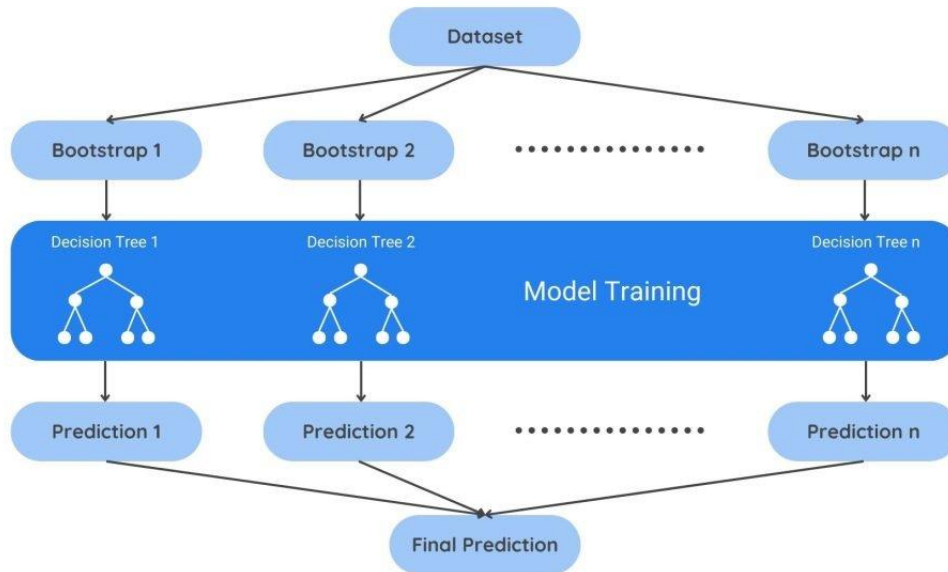 Dataset
Bootstrap 1
Bootstrap 2
Bootstrap n
Decision Tree 1
Decision Tree 2
Decision Tree n
Model Training
Prediction 1
Prediction 2
Prediction n
Final Prediction